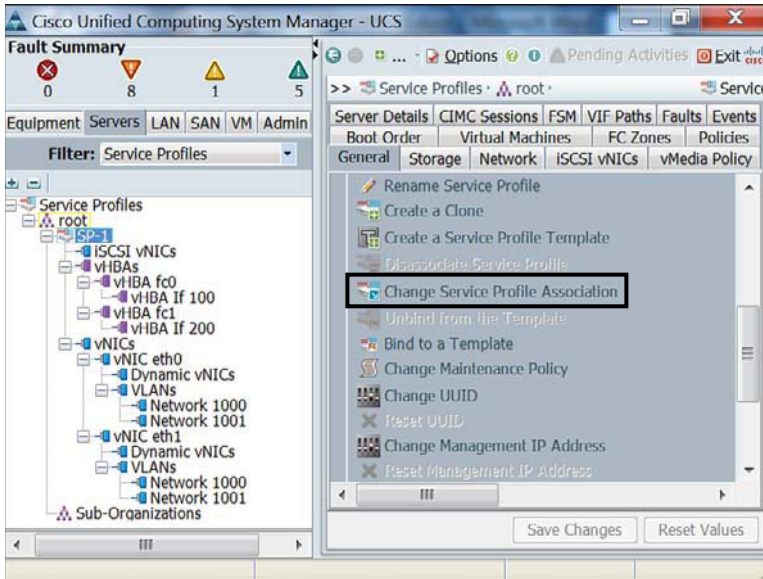 Cisco Unified Computing System Manager - UCS
Fault Summary
0 8 1 5
Equipment Servers LAN SAN VM Admin
Filter: Service Profiles
Service Profiles
root
SP-1
iSCSI vNICs
vHBAs
vHBA fc0
vHBA If 100
vHBA fc1
vHBA If 200
vNICs
vNIC eth0
Dynamic vNICs
VLANs
Network 1000
Network 1001
vNIC eth1
Dynamic vNICs
VLANs
Network 1000
Network 1001
Sub-Organizations
... Options Pending Activities Exit cisco
>> Service Profiles root Service
Server Details CIMC Sessions FSM VIF Paths Faults Events
Boot Order Virtual Machines FC Zones Policies
General Storage Network iSCSI vNICs vMedia Policy
Rename Service Profile
Create a Clone
Create a Service Profile Template
Disassociate Service Profile
Change Service Profile Association
Unbind from the Template
Bind to a Template
Change Maintenance Policy
Change UUID
Reset UUID
Change Management IP Address
Reset Management IP Address
Save Changes Reset Values